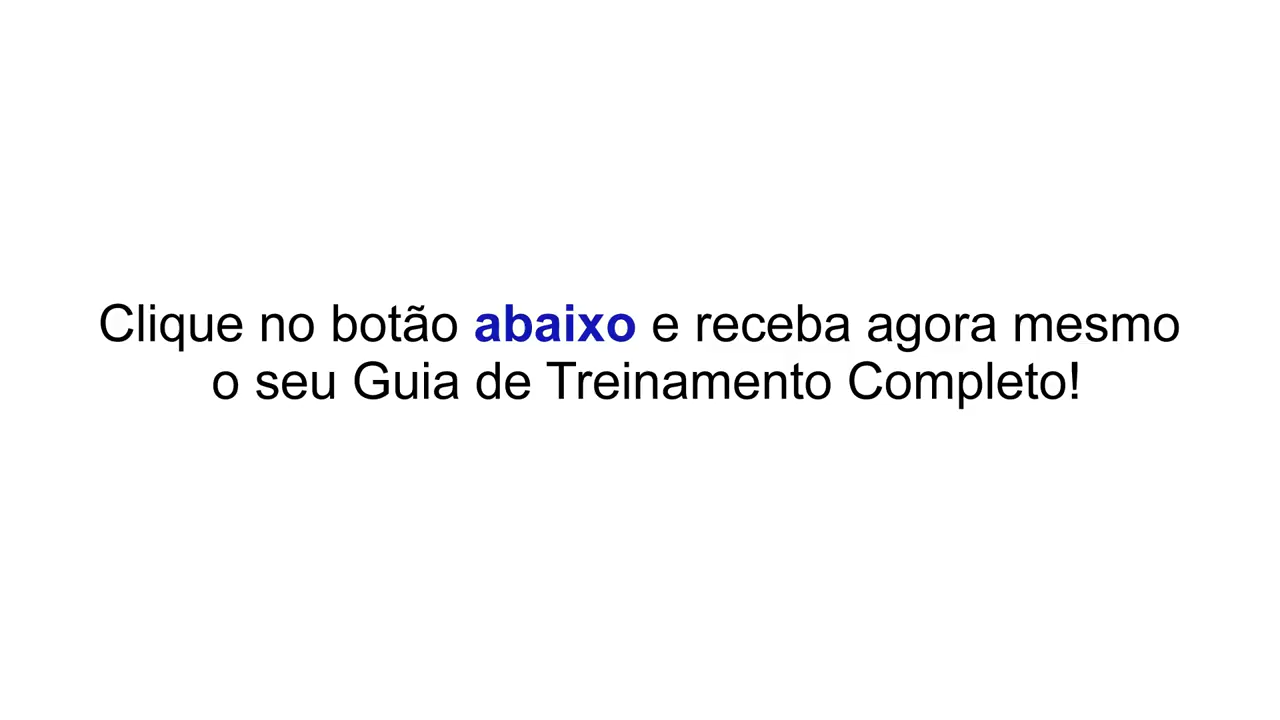 Clique no botão abaixo e receba agora mesmo
o seu Guia de Treinamento Completo!